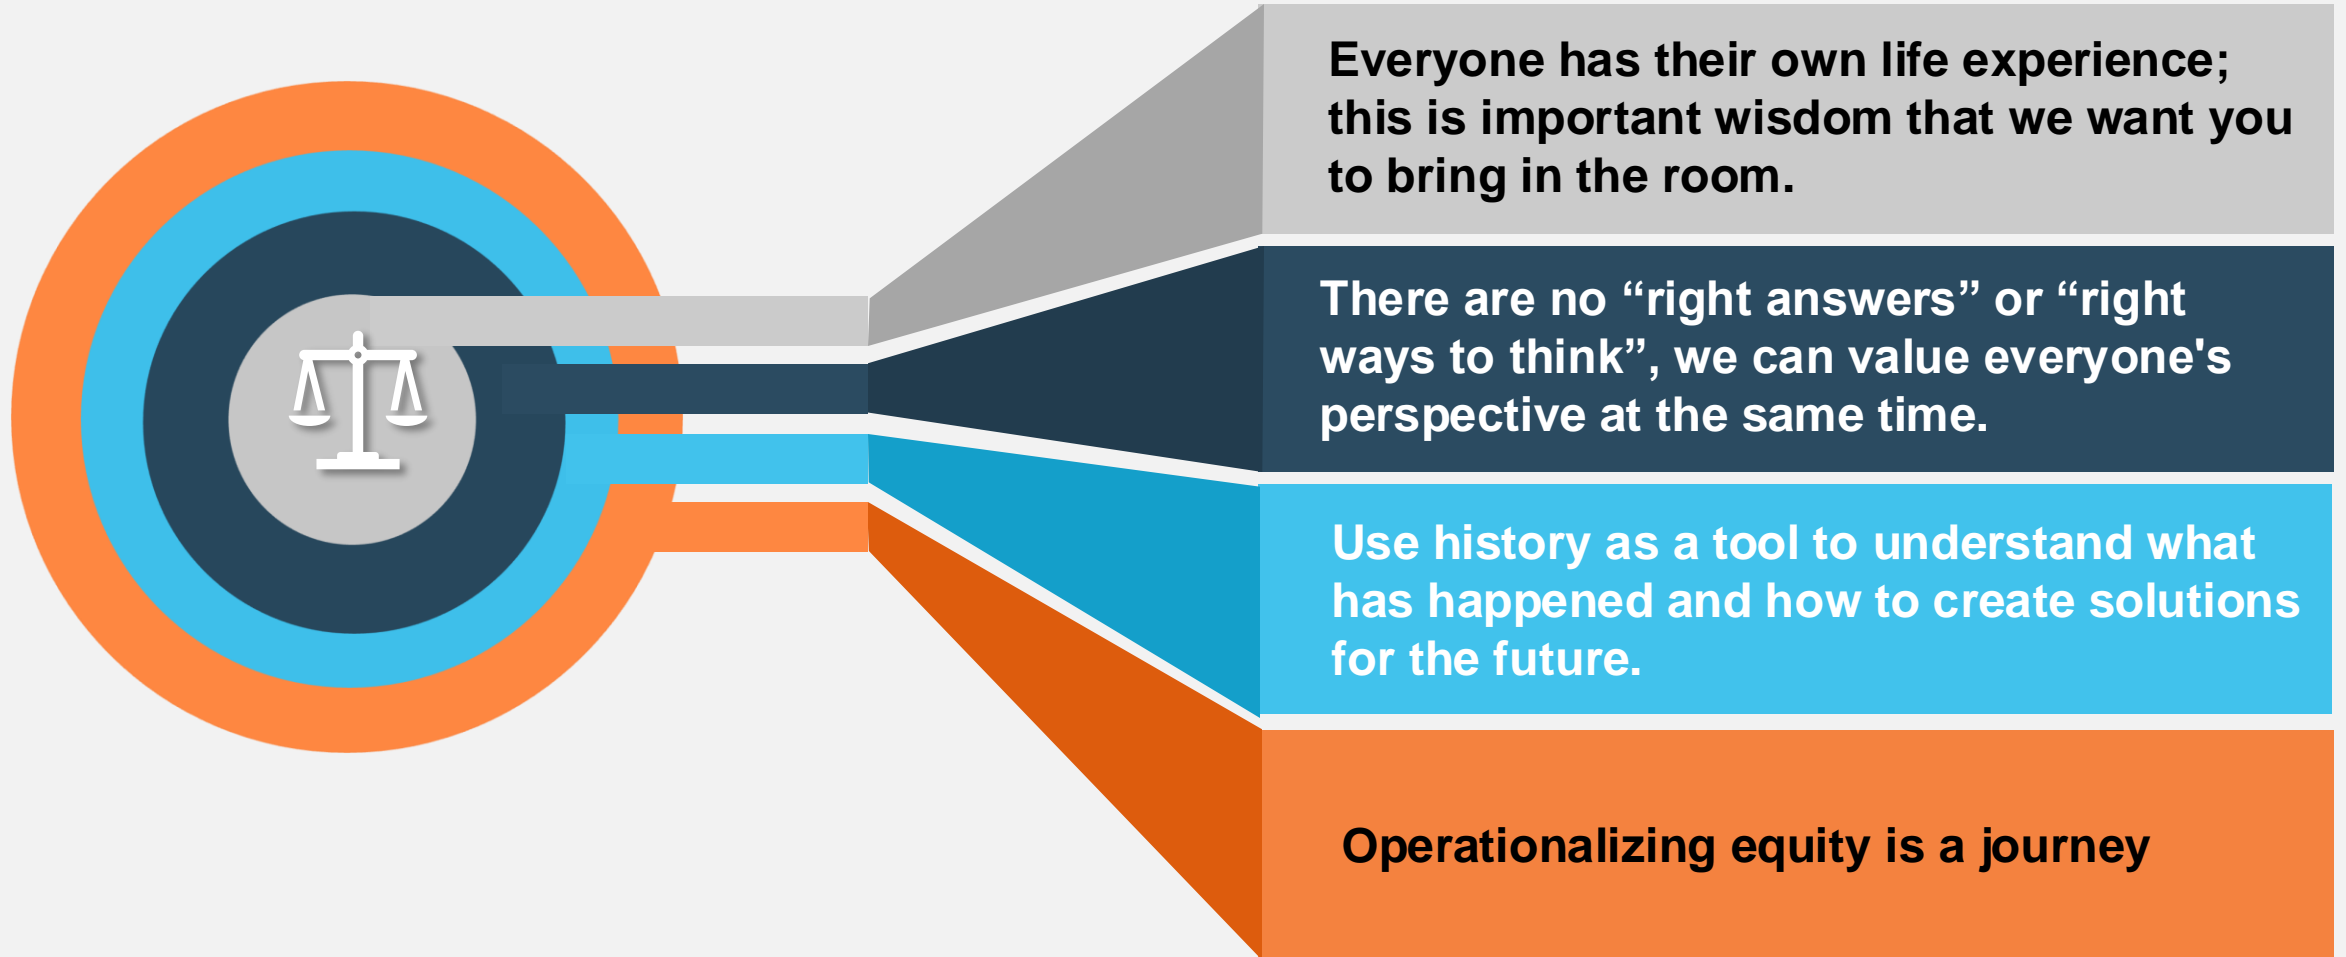 Everyone has their own life experience;
this is important wisdom that we want you
to bring in the room.
There are no “right answers” or “right
ways to think”, we can value everyone's
perspective at the same time.
Use history as a tool to understand what
has happened and how to create solutions
for the future.
Operationalizing equity is a journey